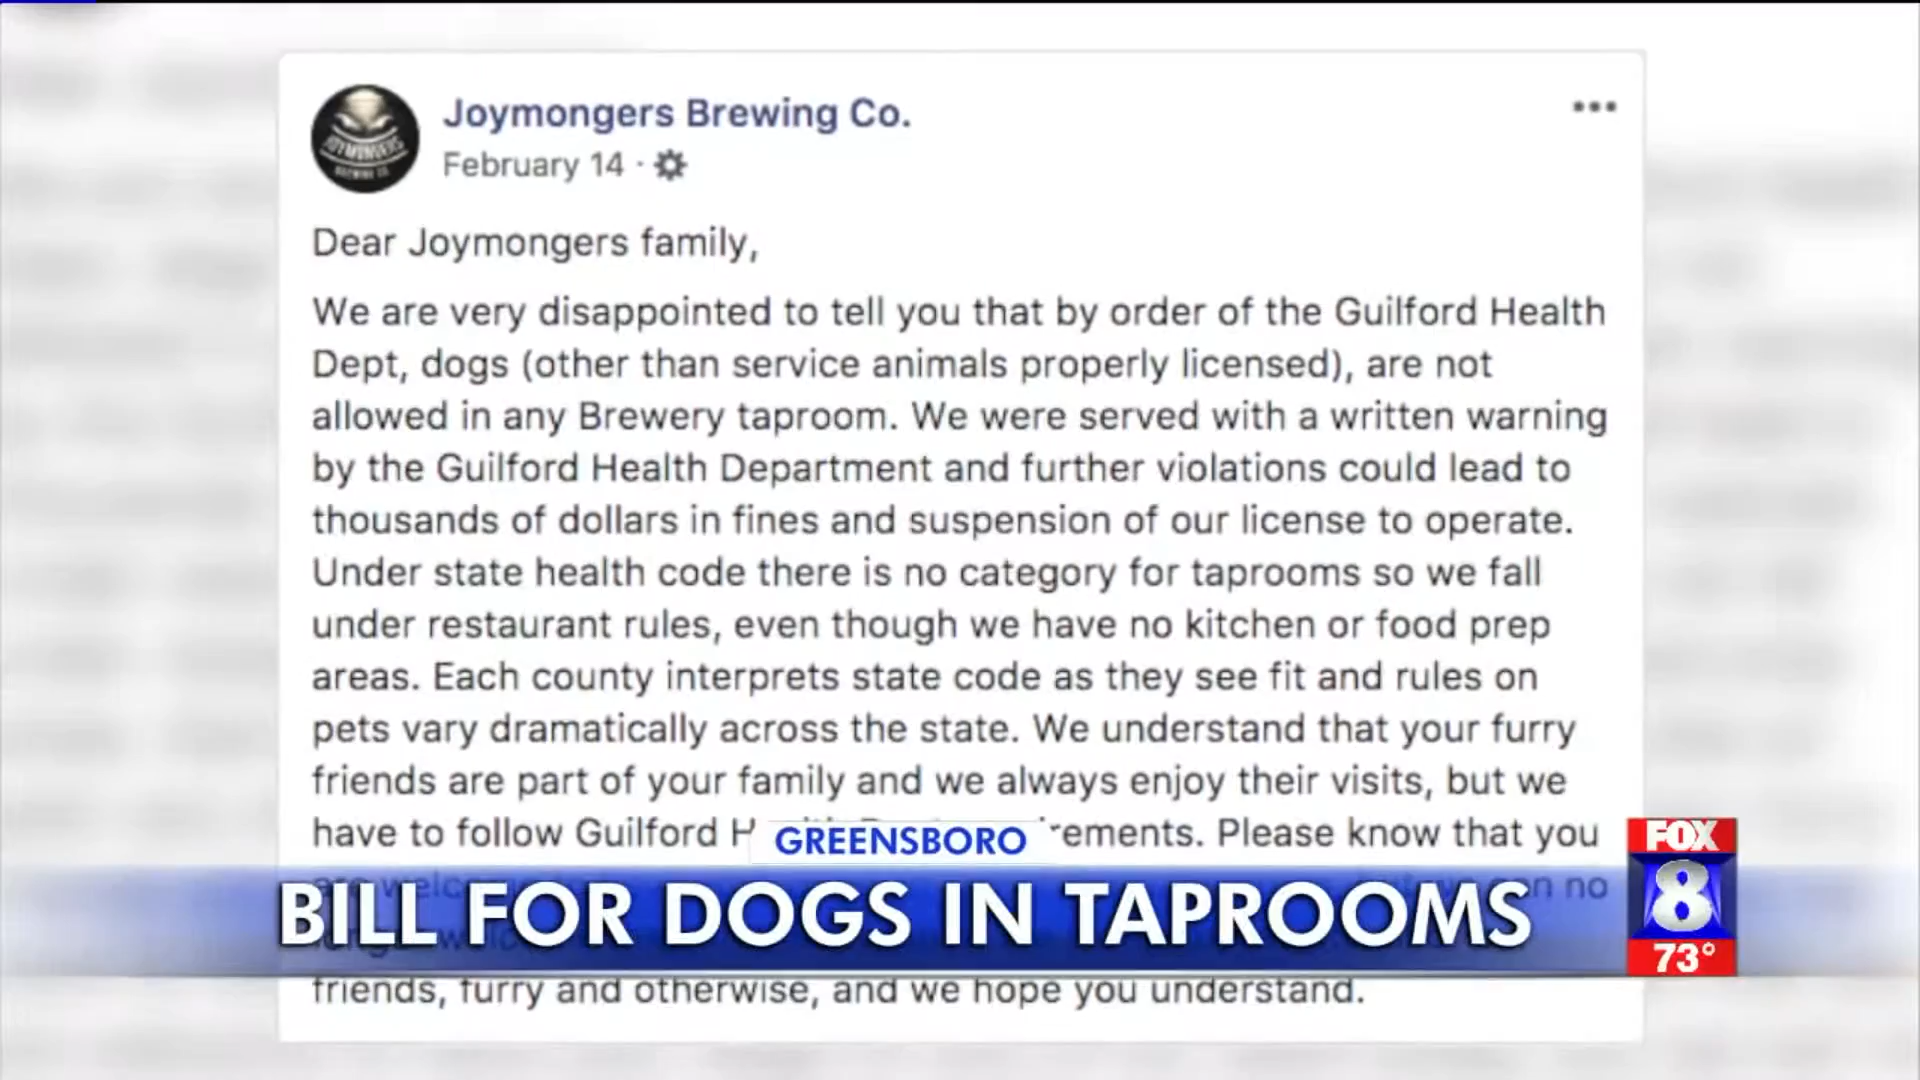 Joymongers Brewing Co.
February 14 ·
JOYMONGERS
BREWING CO
Dear Joymongers family,
We are very disappointed to tell you that by order of the Guilford Health
Dept, dogs (other than service animals properly licensed), are not
allowed in any Brewery taproom. We were served with a written warning
by the Guilford Health Department and further violations could lead to
thousands of dollars in fines and suspension of our license to operate.
Under state health code there is no category for taprooms so we fall
under restaurant rules, even though we have no kitchen or food prep
areas. Each county interprets state code as they see fit and rules on
pets vary dramatically across the state. We understand that your furry
friends are part of your family and we always enjoy their visits, but we
have to follow Guilford Please know that you
no
friends, furry and otherwise, and we hope you understand.
GREENSBORO
BILL FOR DOGS IN TAPROOMS
FOX
8
73°